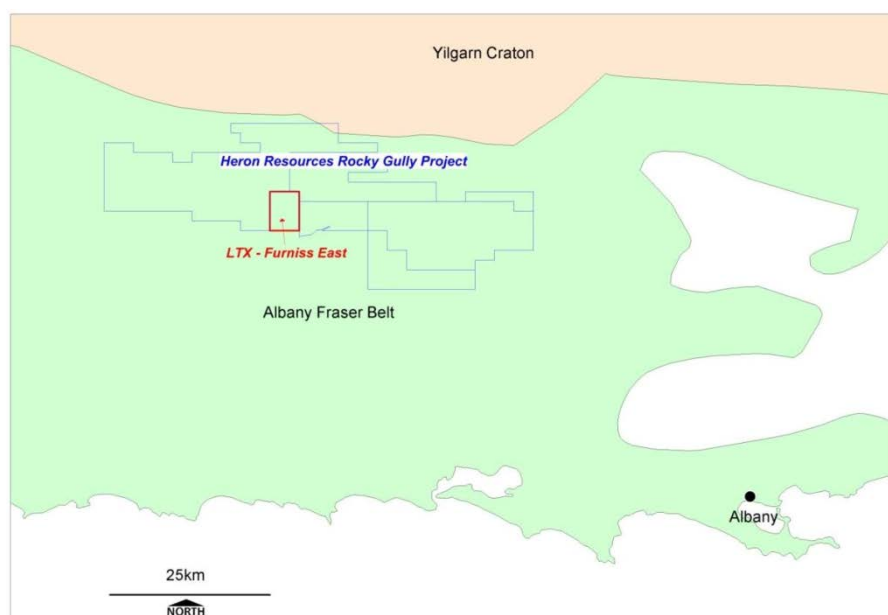 Yilgarn Craton
Heron Resources Rocky Gully Project
LTX - Furniss East
Albany Fraser Belt
Albany
25km
NORTH